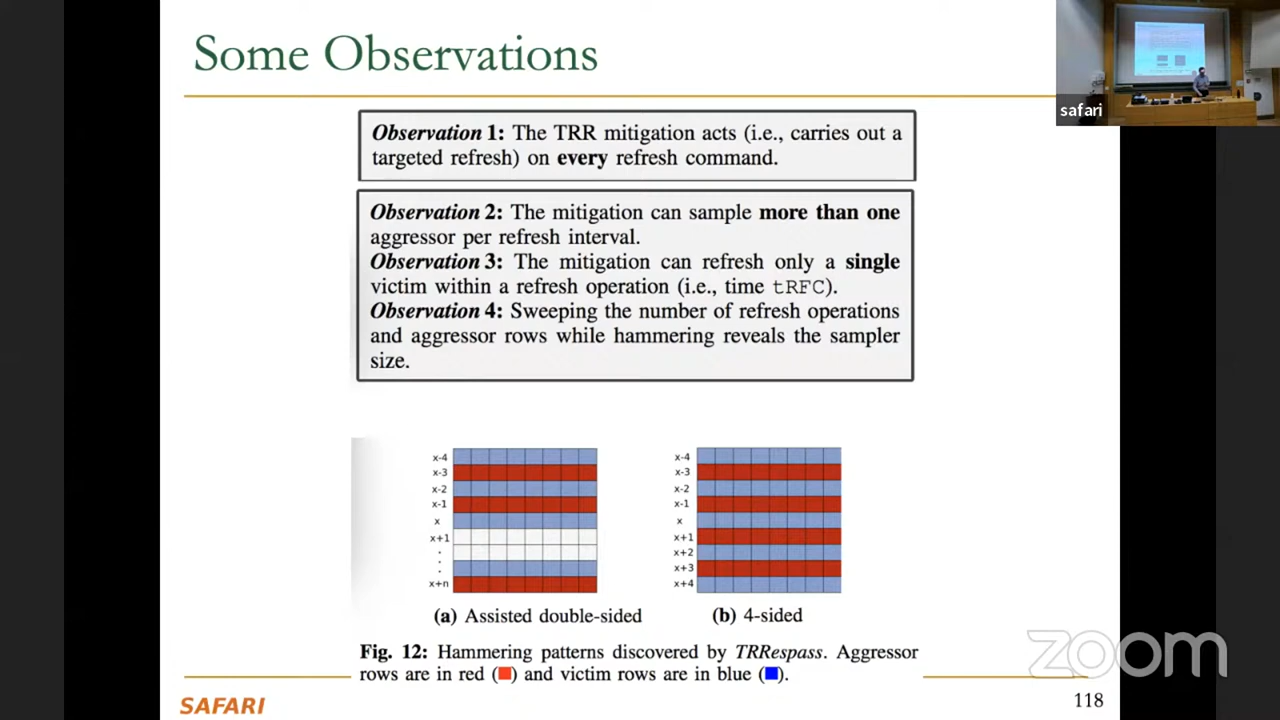 Some Observations
safari
Observation 1: The TRR mitigation acts (i.e., carries out a
targeted refresh) on every refresh command.
Observation 2: The mitigation can sample more than one
aggressor per refresh interval.
Observation 3: The mitigation can refresh only a single
victim within a refresh operation (i.e., time tRFC).
Observation 4: Sweeping the number of refresh operations
and aggressor rows while hammering reveals the sampler
size.
x-4
x-3
x-2
x-1
x
x+1
.
.
.
x+n
(a) Assisted double-sided
x-4
x-3
x-2
x-1
x
x+1
x+2
x+3
x+4
(b) 4-sided
Fig. 12: Hammering patterns discovered by TRRespass. Aggressor
rows are in red ( ) and victim rows are in blue ( ).
zoom
SAFARI
118